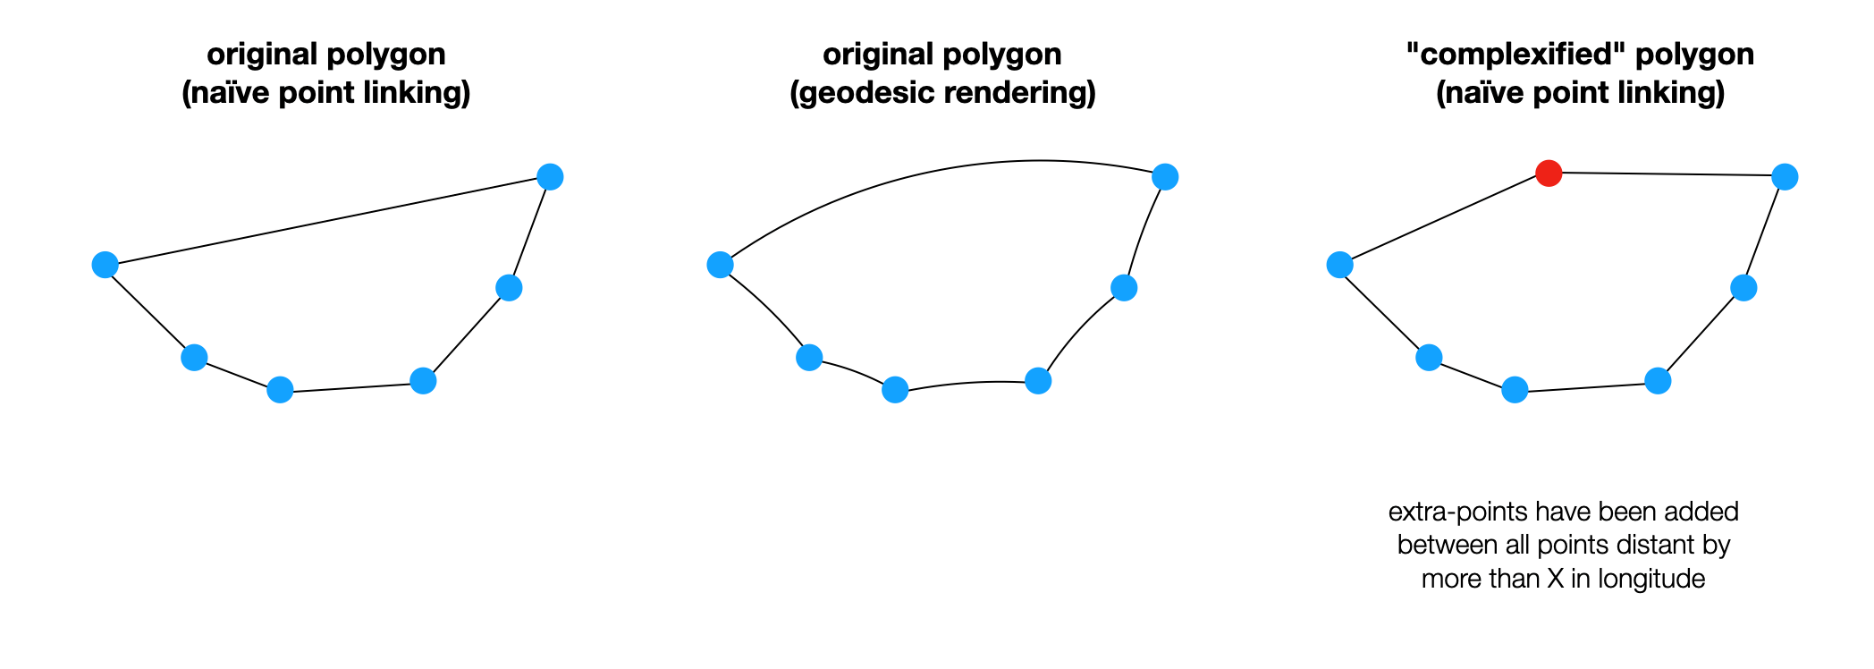 original polygon
(naïve point linking)
original polygon
(geodesic rendering)
"complexified" polygon
(naïve point linking)
extra-points have been added
between all points distant by
more than X in longitude